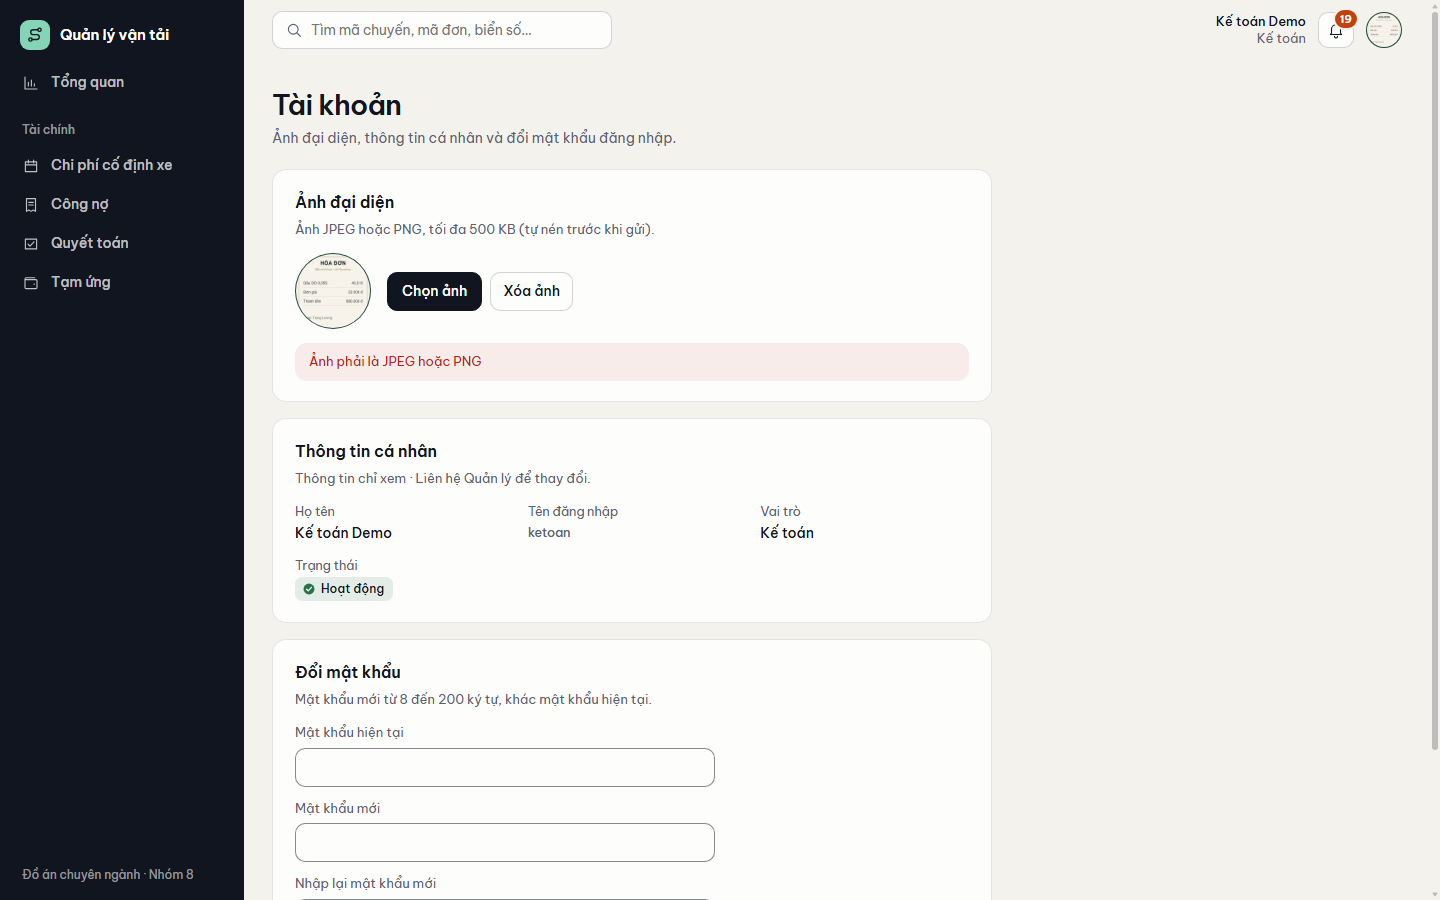 Quản lý vận tải
Tổng quan
Tài chính
Chi phí cố định xe
Công nợ
Quyết toán
Tạm ứng
Đồ án chuyên ngành · Nhóm 8
Tìm mã chuyến, mã đơn, biển số...
Kế toán Demo
Kế toán
19
Tài khoản
Ảnh đại diện, thông tin cá nhân và đổi mật khẩu đăng nhập.
Ảnh đại diện
Ảnh JPEG hoặc PNG, tối đa 500 KB (tự nén trước khi gửi).
HÓA ĐƠN
Chọn ảnh
Xóa ảnh
Ảnh phải là JPEG hoặc PNG
Thông tin cá nhân
Thông tin chỉ xem · Liên hệ Quản lý để thay đổi.
Họ tên
Kế toán Demo
Tên đăng nhập
ketoan
Vai trò
Kế toán
Trạng thái
Hoạt động
Đổi mật khẩu
Mật khẩu mới từ 8 đến 200 ký tự, khác mật khẩu hiện tại.
Mật khẩu hiện tại
Mật khẩu mới
Nhập lại mật khẩu mới